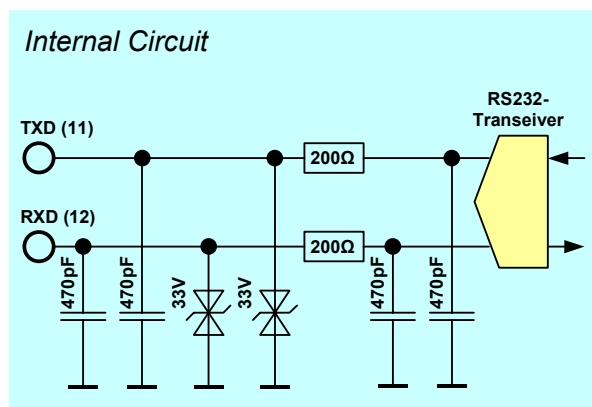 Internal Circuit
RS232-
Transeiver
TXD (11)
200Ω
RXD (12)
200Ω
470pF
470pF
33V
33V
470pF
470pF